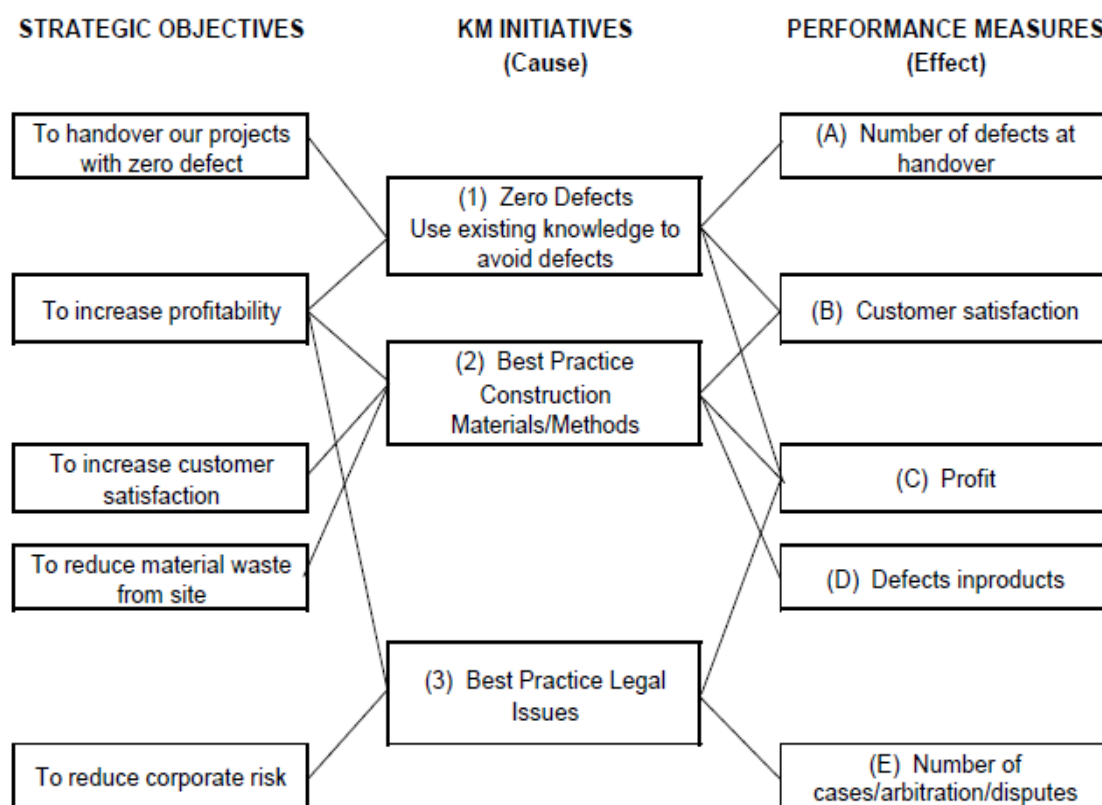 STRATEGIC OBJECTIVES
KM INITIATIVES
(Cause)
PERFORMANCE MEASURES
(Effect)
To handover our projects
with zero defect
(1) Zero Defects
Use existing knowledge to
avoid defects
(A) Number of defects at
handover
To increase profitability
(2) Best Practice
Construction
Materials/Methods
(B) Customer satisfaction
To increase customer
satisfaction
(C) Profit
To reduce material waste
from site
(D) Defects inproducts
(3) Best Practice Legal
Issues
To reduce corporate risk
(E) Number of
cases/arbitration/disputes